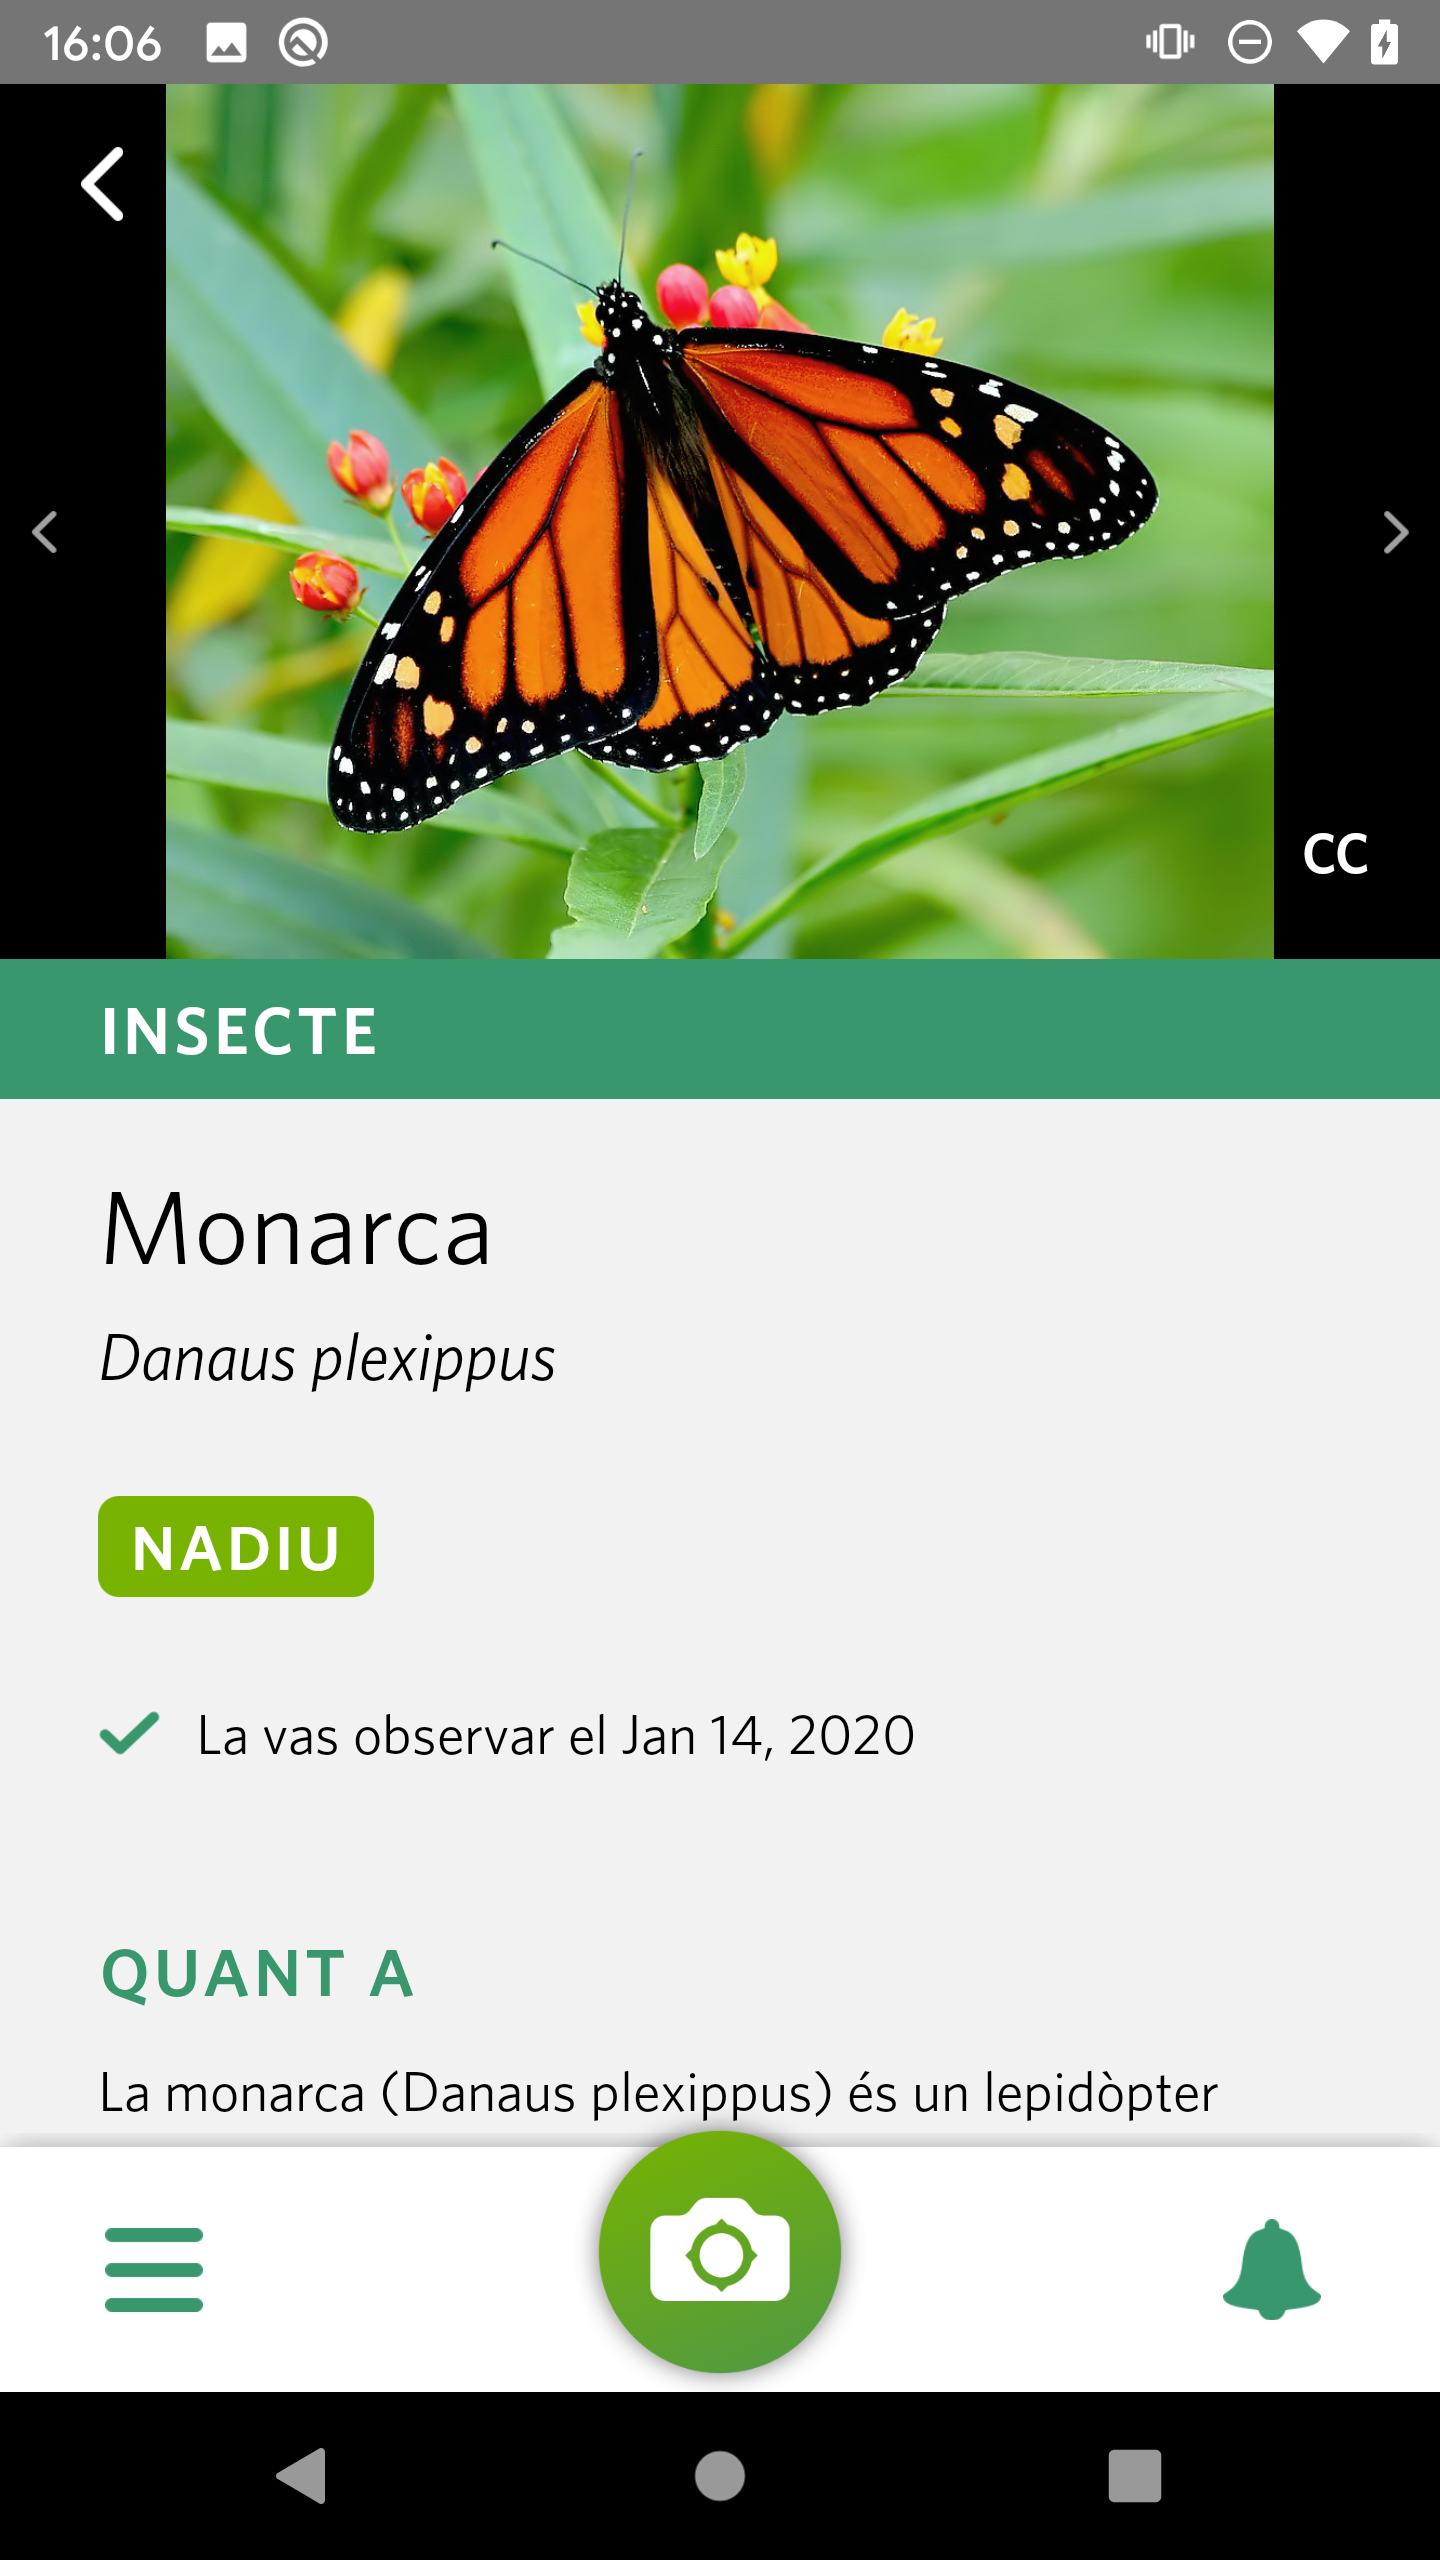 16:06
CC
INSECTE
Monarca
Danaus plexippus
NADIU
La vas observar el Jan 14, 2020
QUANT A
La monarca (Danaus plexippus) és un lepidòpter